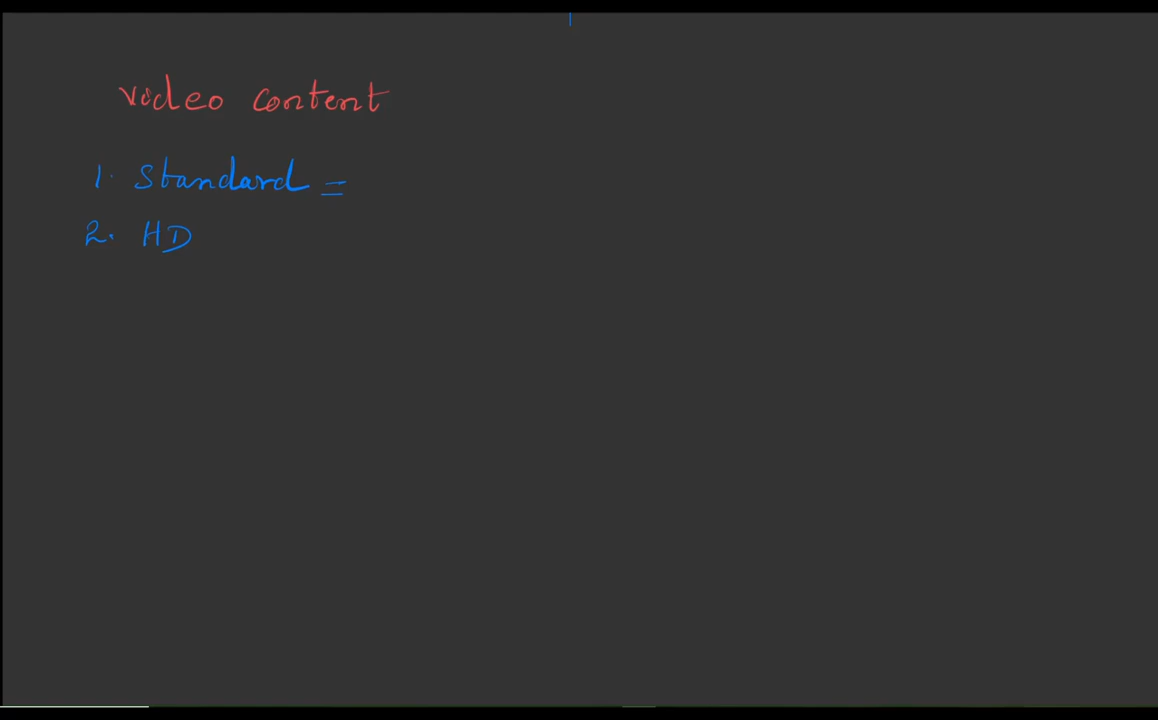 video content
1. Standard =
2. HD